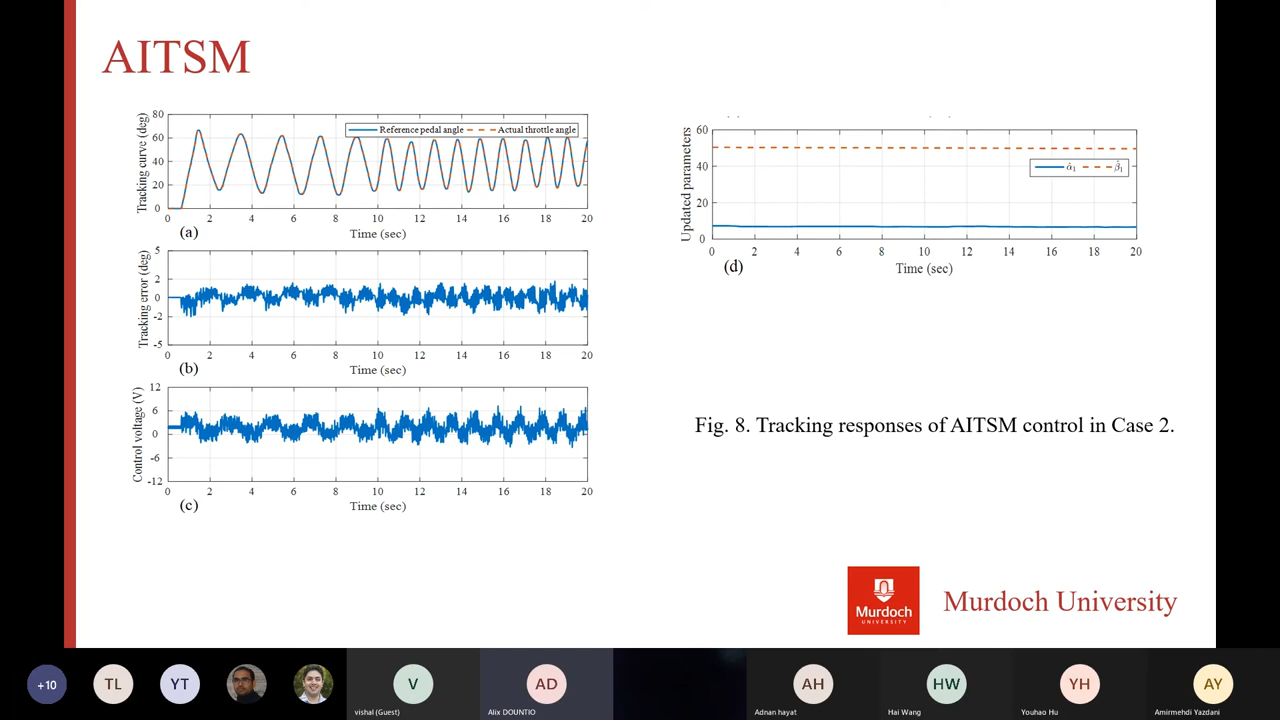 AITSM
80
60
40
20
0
Tracking curve (deg)
Reference pedal angle
Actual throttle angle
0 2 4 6 8 10 12 14 16 18 20
(a)
Time (sec)
5
2
0
-2
-5
Tracking error (deg)
0 2 4 6 8 10 12 14 16 18 20
(b)
Time (sec)
12
6
0
-6
-12
Control voltage (V)
0 2 4 6 8 10 12 14 16 18 20
(c)
Time (sec)
60
40
20
0
Updated parameters
α̂₁ β̂₁
0 2 4 6 8 10 12 14 16 18 20
(d)
Time (sec)
Fig. 8. Tracking responses of AITSM control in Case 2.
Murdoch
UNIVERSITY
Murdoch University
+10
TL
YT
V
vishal (Guest)
AD
Alix DOUNTIO
AH
Adnan hayat
HW
Hai Wang
YH
Youhao Hu
AY
Amirmehdi Yazdani